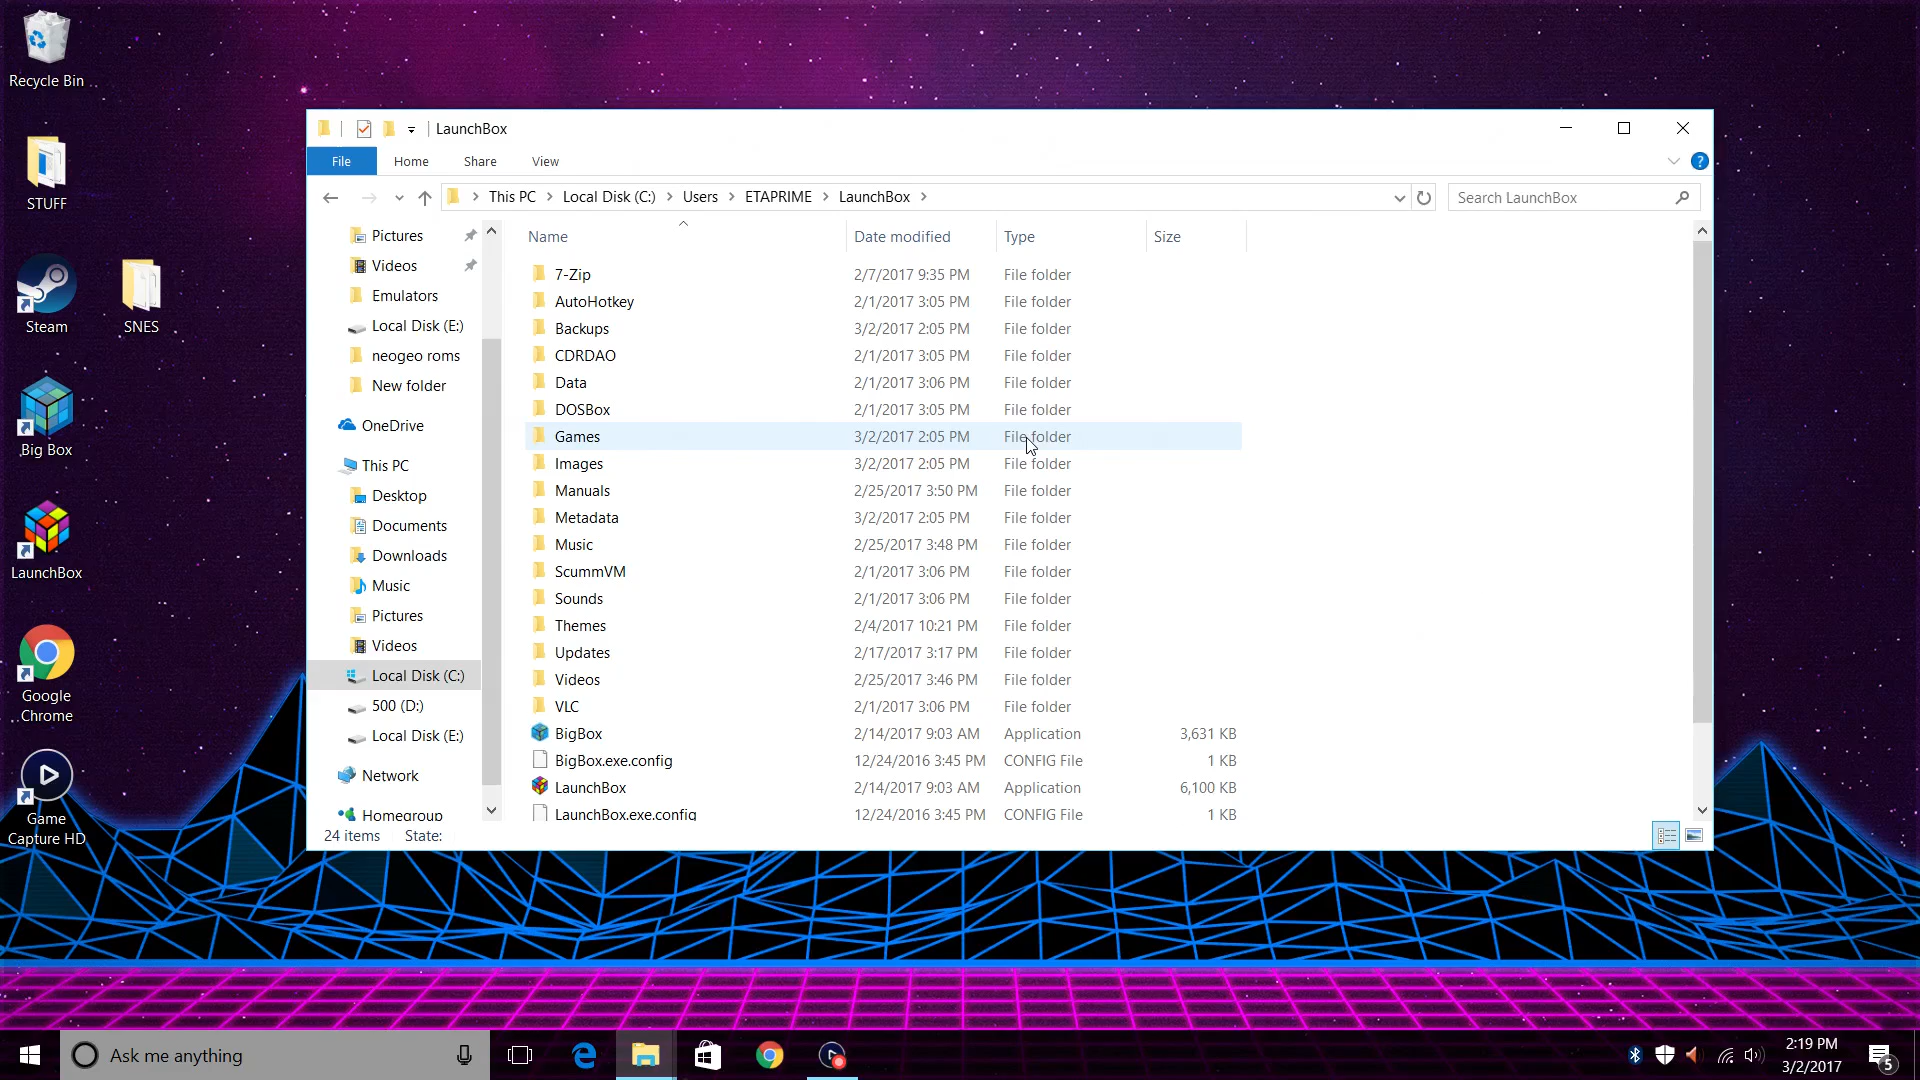 Recycle Bin
STUFF
Steam
SNES
Big Box
LaunchBox
Google
Chrome
Game
Capture HD
LaunchBox
File Home Share View
This PC Local Disk (C:) Users ETAPRIME LaunchBox
Search LaunchBox
Pictures
Videos
Emulators
Local Disk (E:)
neogeo roms
New folder
OneDrive
This PC
Desktop
Documents
Downloads
Music
Pictures
Videos
Local Disk (C:)
500 (D:)
Local Disk (E:)
Network
Homegroup
Name Date modified Type Size
7-Zip 2/7/2017 9:35 PM File folder
AutoHotkey 2/1/2017 3:05 PM File folder
Backups 3/2/2017 2:05 PM File folder
CDRDAO 2/1/2017 3:05 PM File folder
Data 2/1/2017 3:06 PM File folder
DOSBox 2/1/2017 3:05 PM File folder
Games 3/2/2017 2:05 PM File folder
Images 3/2/2017 2:05 PM File folder
Manuals 2/25/2017 3:50 PM File folder
Metadata 3/2/2017 2:05 PM File folder
Music 2/25/2017 3:48 PM File folder
ScummVM 2/1/2017 3:06 PM File folder
Sounds 2/1/2017 3:06 PM File folder
Themes 2/4/2017 10:21 PM File folder
Updates 2/17/2017 3:17 PM File folder
Videos 2/25/2017 3:46 PM File folder
VLC 2/1/2017 3:06 PM File folder
BigBox 2/14/2017 9:03 AM Application 3,631 KB
BigBox.exe.config 12/24/2016 3:45 PM CONFIG File 1 KB
LaunchBox 2/14/2017 9:03 AM Application 6,100 KB
LaunchBox.exe.config 12/24/2016 3:45 PM CONFIG File 1 KB
24 items State:
Ask me anything
2:19 PM
3/2/2017
5